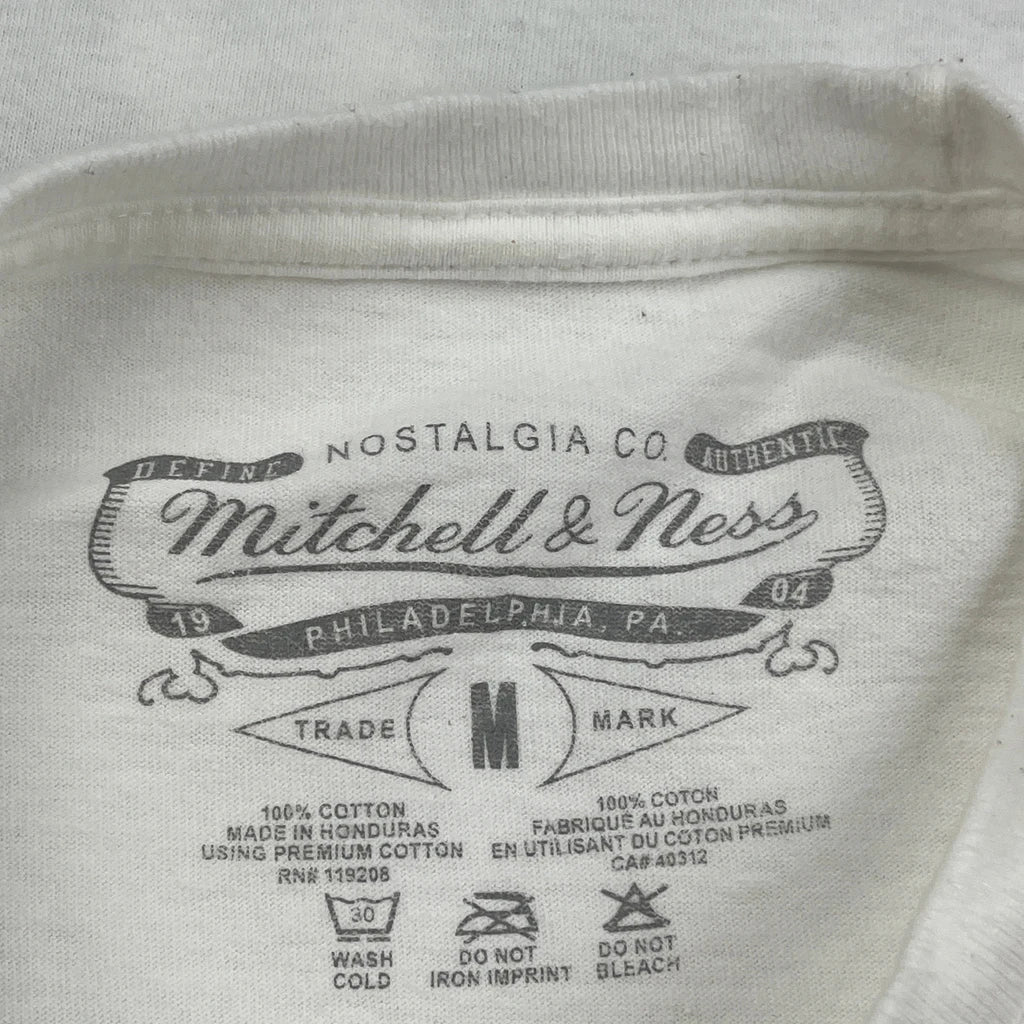 NOSTALGIA CO.
DEFINE
AUTHENTIC
Mitchell & Ness
19
04
PHILADELPHIA, PA.
TRADE
M
MARK
100% COTTON
MADE IN HONDURAS
USING PREMIUM COTTON
RN# 119208
100% COTON
FABRIQUÉ AU HONDURAS
EN UTILISANT DU COTON PREMIUM
CA# 40312
30
WASH
COLD
DO NOT
IRON IMPRINT
DO NOT
BLEACH